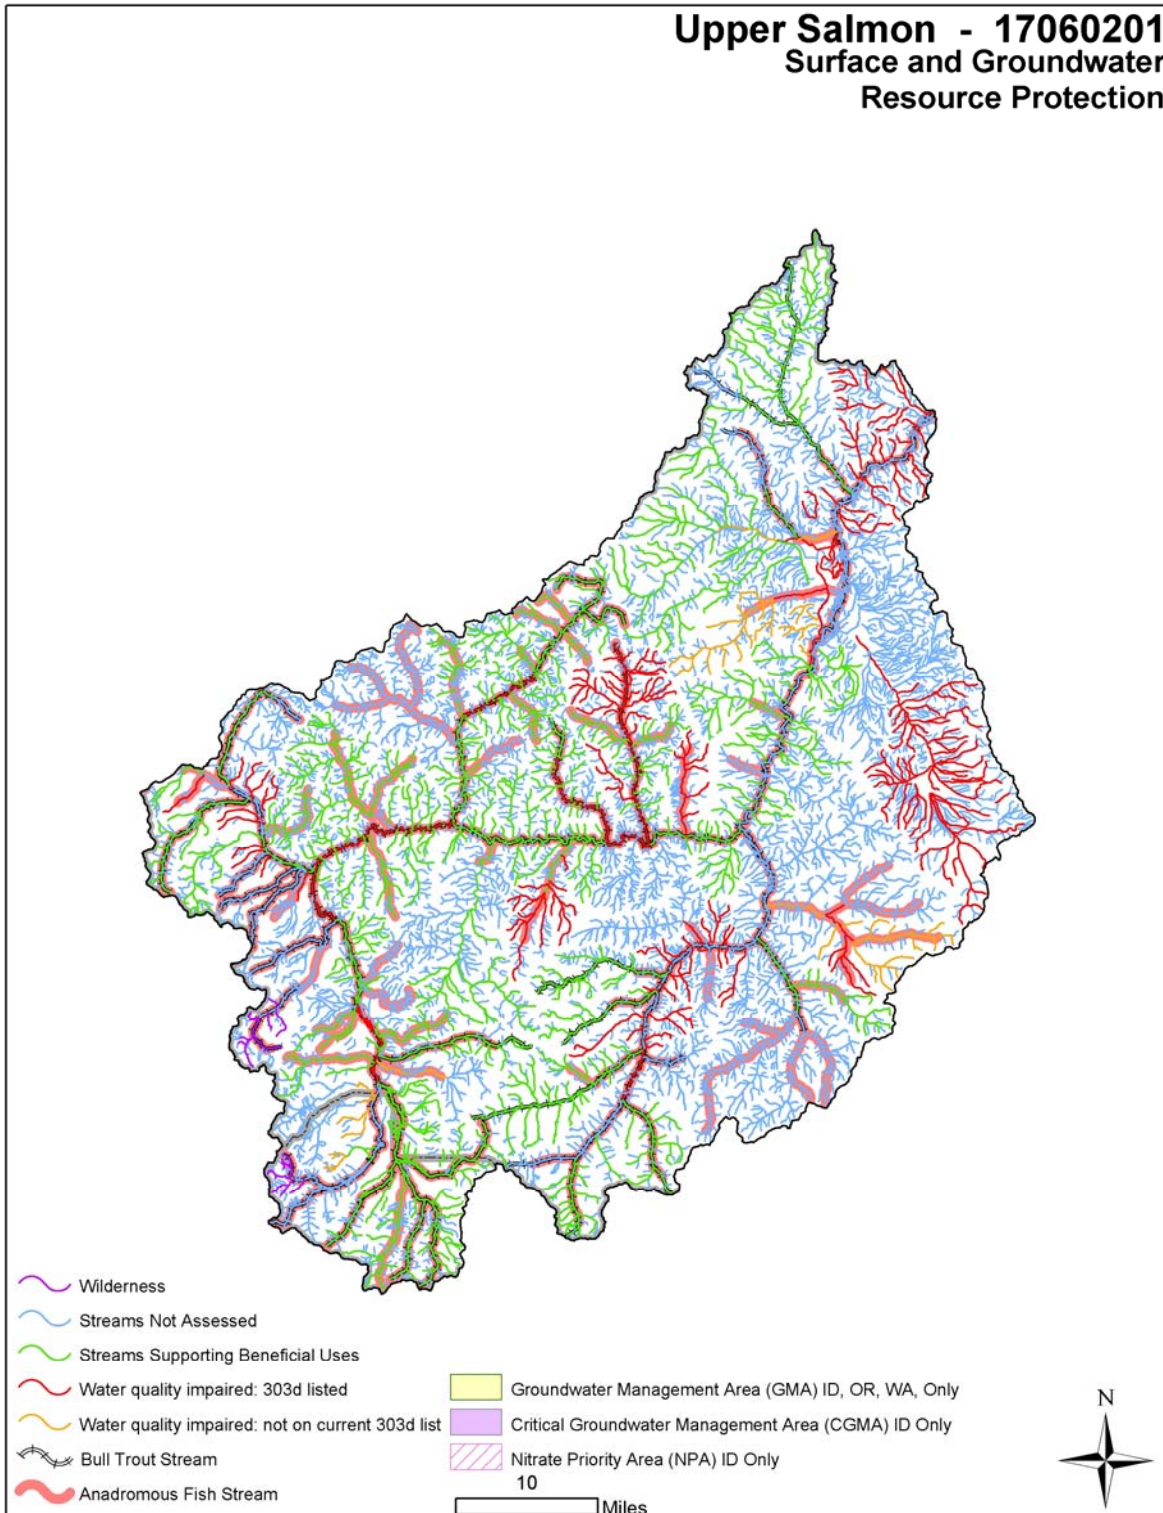 Upper Salmon - 17060201
Surface and Groundwater
Resource Protection
Wilderness
Streams Not Assessed
Streams Supporting Beneficial Uses
Water quality impaired: 303d listed
Water quality impaired: not on current 303d list
Bull Trout Stream
Anadromous Fish Stream
Groundwater Management Area (GMA) ID, OR, WA, Only
Critical Groundwater Management Area (CGMA) ID Only
Nitrate Priority Area (NPA) ID Only
10
Miles
N